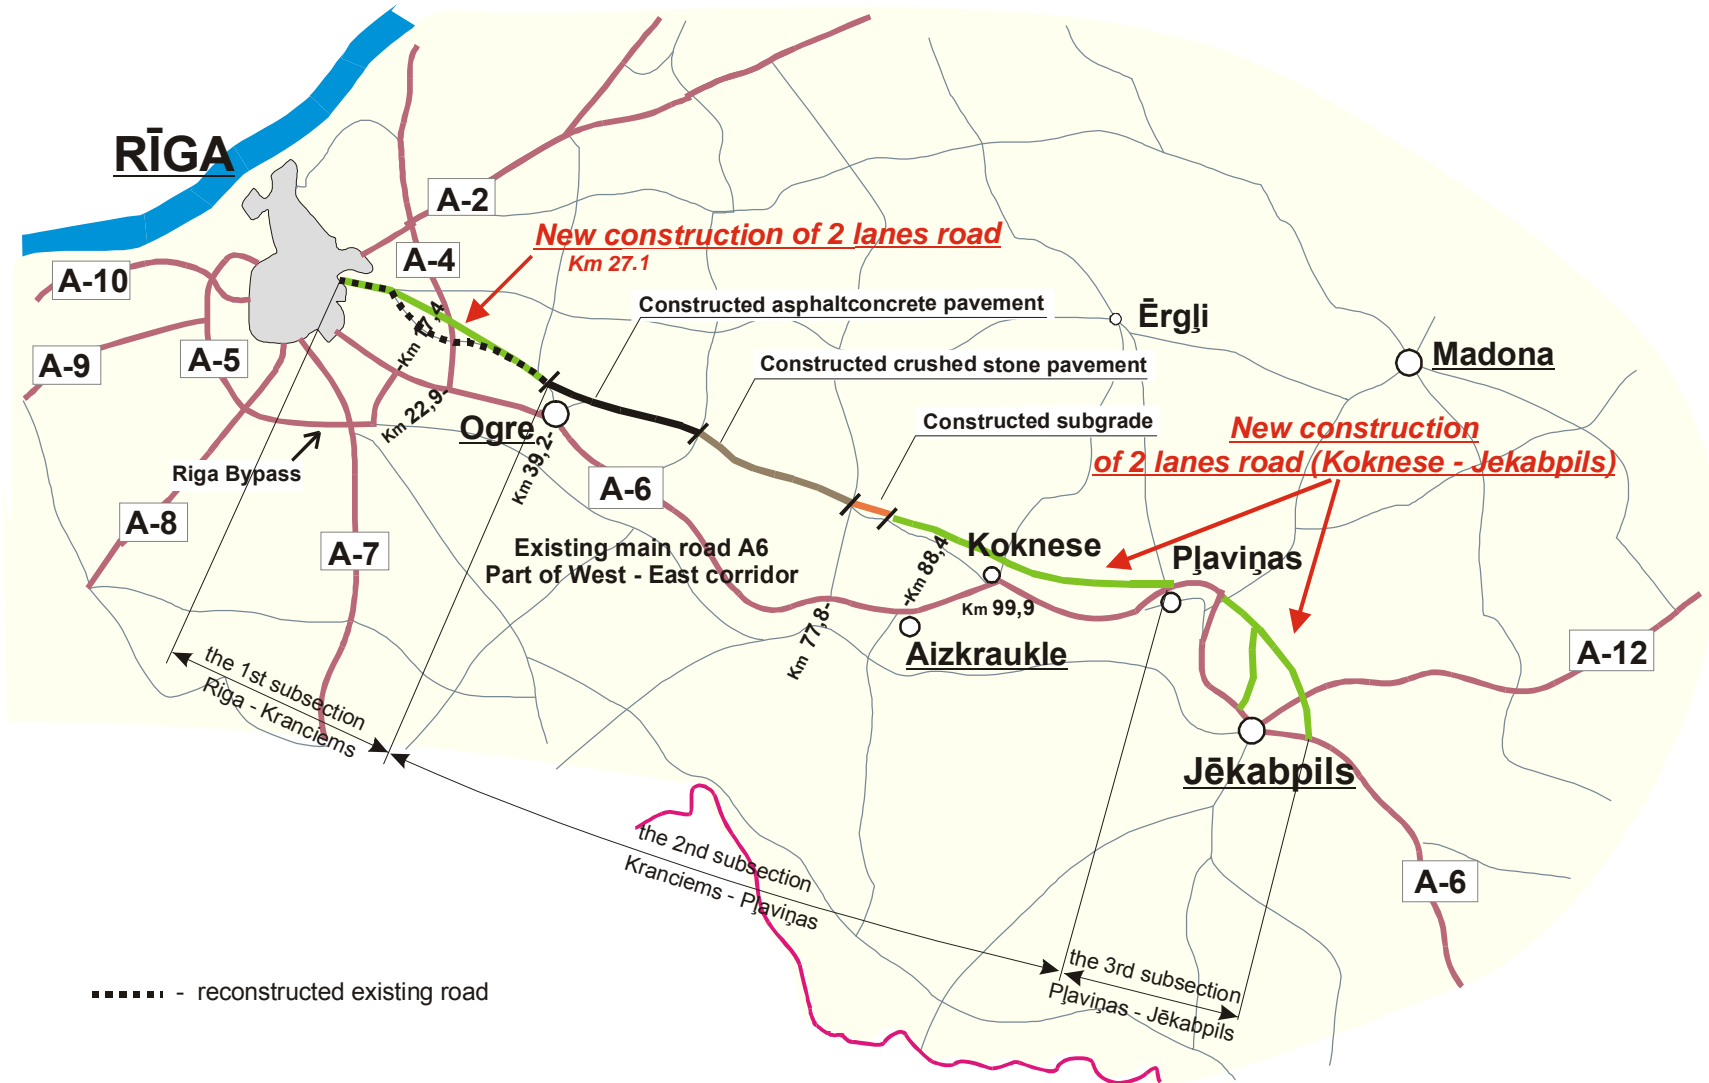 RĪGA
A-2
New construction of 2 lanes road
Km 27.1
A-4
A-10
Constructed asphaltconcrete pavement
Ērgļi
-Km 17,4
A-9
A-5
Madona
Constructed crushed stone pavement
Km 22,9-
Constructed subgrade
Ogre
New construction
of 2 lanes road (Koknese - Jekabpils)
Riga Bypass
Km 39,2-
A-6
A-8
A-7
Existing main road A6
Part of West - East corridor
Koknese
-Km 88,4
Pļaviņas
Km 99,9
Km 77,8-
Aizkraukle
A-12
the 1st subsection
Riga - Kranciems
Jēkabpils
the 2nd subsection
Kranciems - Pļaviņas
A-6
the 3rd subsection
Pļaviņas - Jēkabpils
- reconstructed existing road